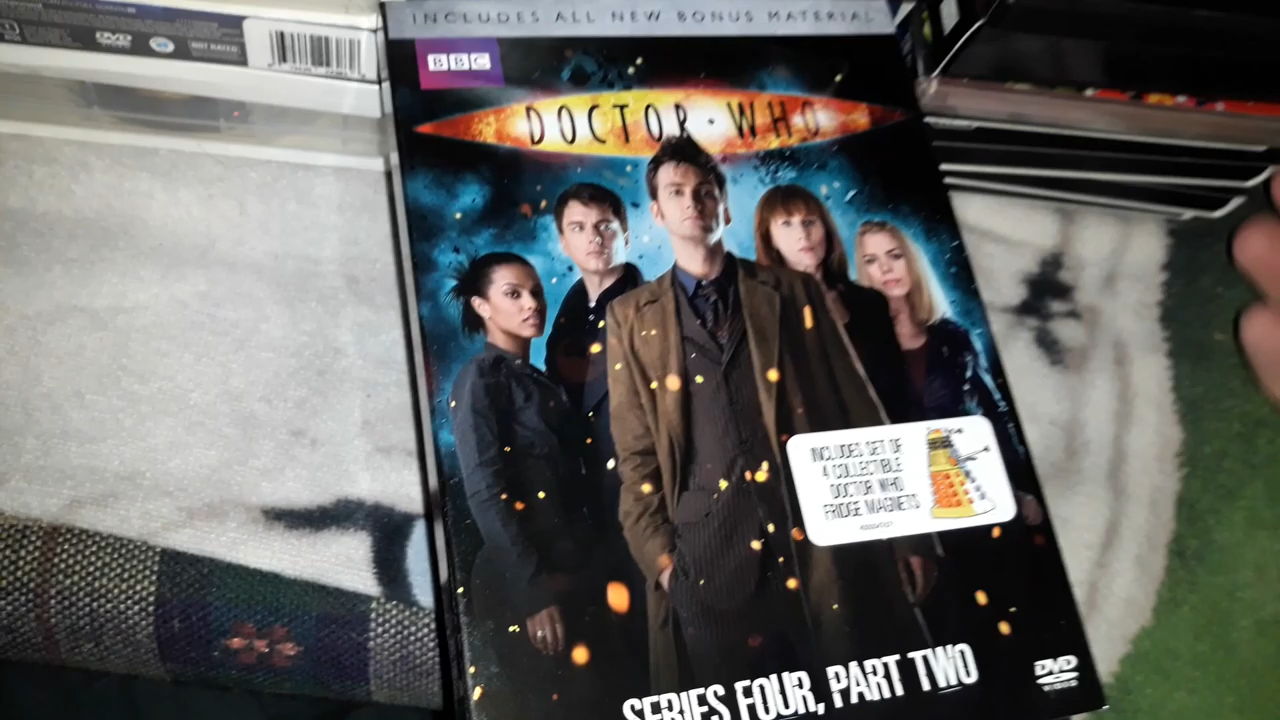 INCLUDES ALL NEW BONUS MATERIAL
BBC
DOCTOR · WHO
INCLUDED SET OF
4 COLLECTIBLE
DOCTOR WHO
FRIDGE MAGNETS
SERIES FOUR, PART TWO
DVD
VIDEO
DVD
NOT RATED